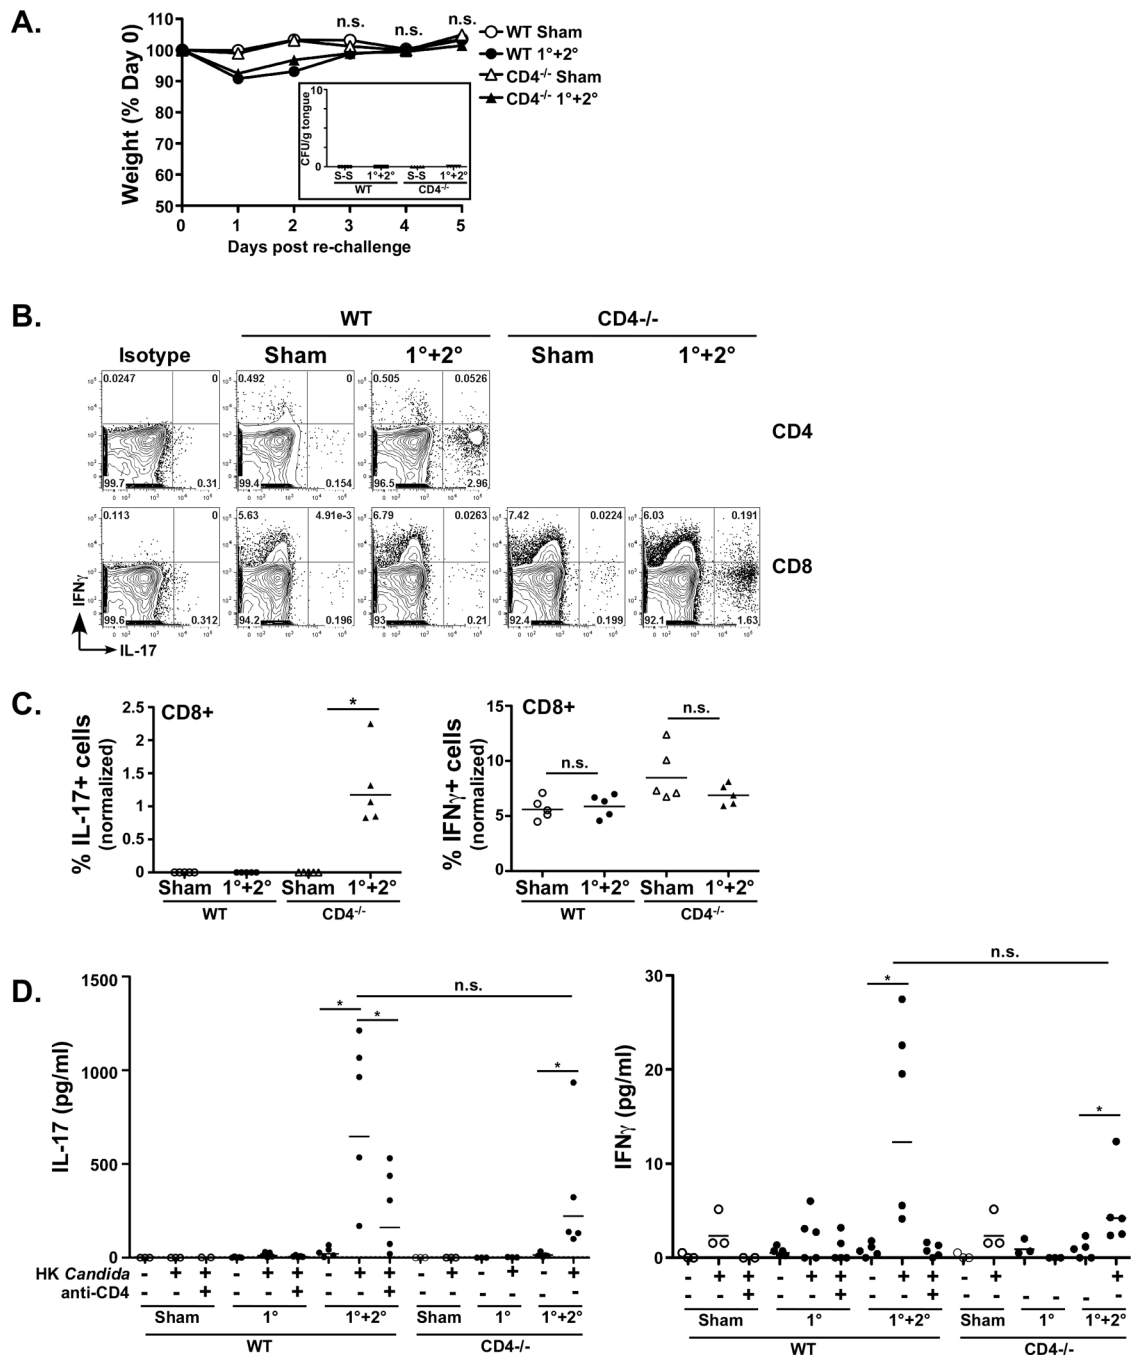 A.
n.s.
n.s.
n.s.
WT Sham
WT 1°+2°
CD4-/- Sham
CD4-/- 1°+2°
Weight (% Day 0)
110
100
90
80
70
60
50
0 1 2 3 4 5
Days post re-challenge
CFU/g tongue
10
0
S-S 1°+2° S-S 1°+2°
WT CD4-/-
B.
WT CD4-/-
Isotype Sham 1°+2° Sham 1°+2°
0.0247 0 0.492 0 0.505 0.0526
99.7 0.31 99.4 0.154 96.5 2.96
CD4
0.113 0 5.63 4.91e-3 6.79 0.0263 7.42 0.0224 6.03 0.191
99.6 0.312 94.2 0.196 93 0.21 92.4 0.199 92.1 1.63
CD8
IFNγ
IL-17
C.
% IL-17+ cells
(normalized)
CD8+
*
2.5
2
1.5
1
0.5
0
Sham 1°+2° Sham 1°+2°
WT CD4-/-
% IFNγ+ cells
(normalized)
CD8+
n.s.
n.s.
15
10
5
0
Sham 1°+2° Sham 1°+2°
WT CD4-/-
D.
IL-17 (pg/ml)
1500
1000
500
0
n.s.
* *
*
HK Candida - + + - + + - + + - + - + - +
anti-CD4 - - + - - + - - + - - - - - -
Sham 1° 1°+2° Sham 1° 1°+2°
WT CD4-/-
IFNγ (pg/ml)
30
20
10
0
n.s.
*
*
- + + - + + - + + - + - + - +
- - + - - + - - + - - - - - -
Sham 1° 1°+2° Sham 1° 1°+2°
WT CD4-/-